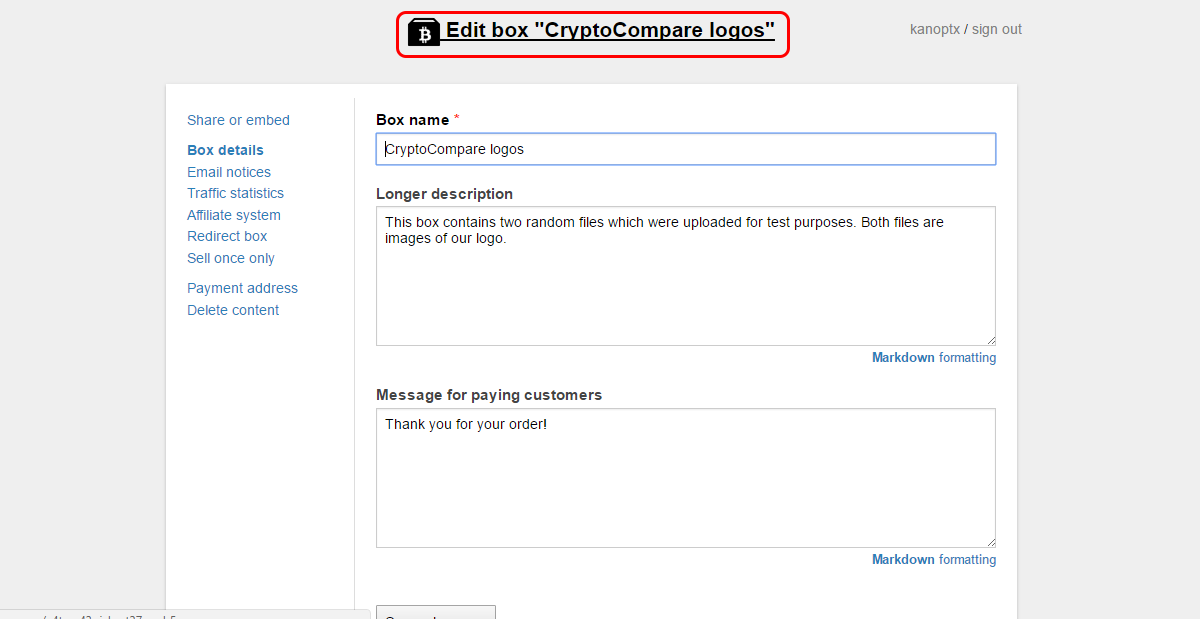 Edit box "CryptoCompare logos"
kanoptx / sign out
Share or embed
Box details
Email notices
Traffic statistics
Affiliate system
Redirect box
Sell once only
Payment address
Delete content
Box name *
CryptoCompare logos
Longer description
This box contains two random files which were uploaded for test purposes. Both files are
images of our logo.
Markdown formatting
Message for paying customers
Thank you for your order!
Markdown formatting